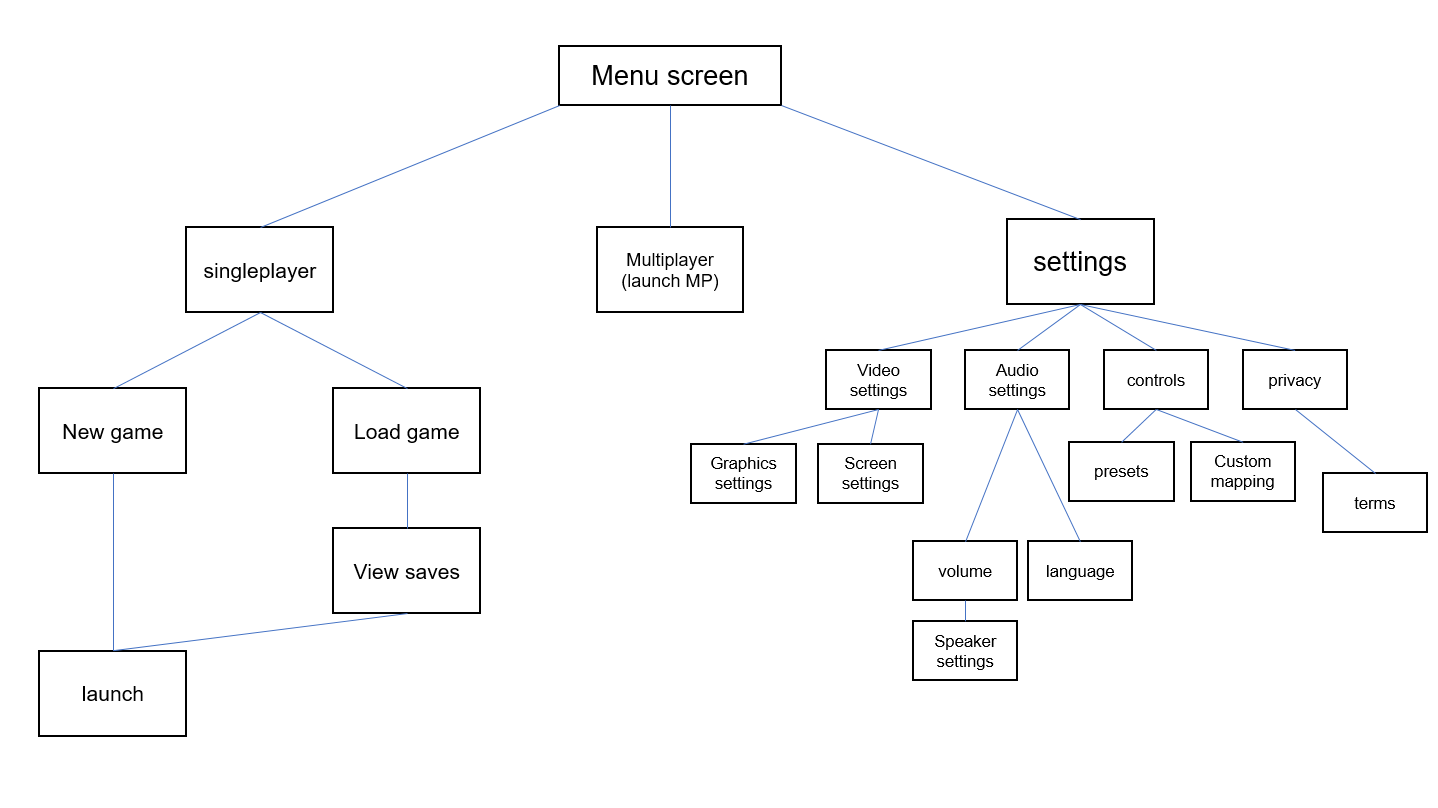 Menu screen
singleplayer
Multiplayer
(launch MP)
settings
New game
Load game
Video
settings
Audio
settings
controls
privacy
Graphics
settings
Screen
settings
presets
Custom
mapping
terms
View saves
volume
language
Speaker
settings
launch